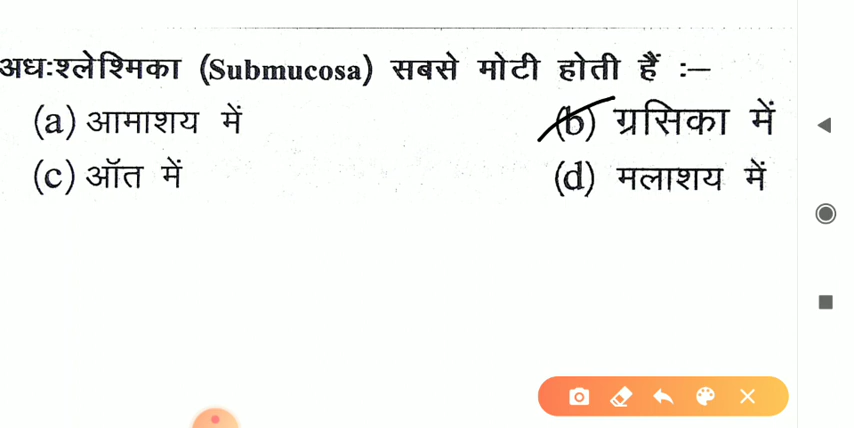 अधःश्लेश्मिका (Submucosa) सबसे मोटी होती हैं :—
(a) आमाशय में (b) ग्रसिका में
(c) ऑत में (d) मलाशय में